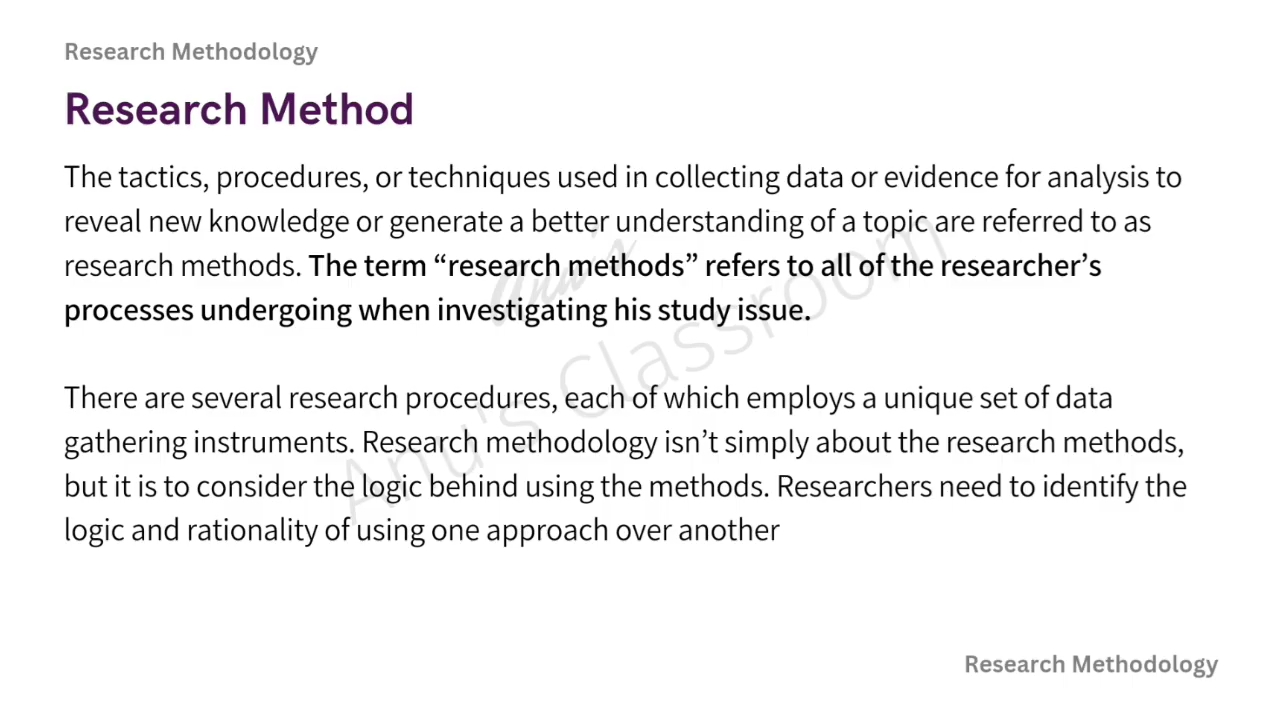 Research Methodology
Research Method
The tactics, procedures, or techniques used in collecting data or evidence for analysis to
reveal new knowledge or generate a better understanding of a topic are referred to as
research methods. The term “research methods” refers to all of the researcher’s
processes undergoing when investigating his study issue.
There are several research procedures, each of which employs a unique set of data
gathering instruments. Research methodology isn’t simply about the research methods,
but it is to consider the logic behind using the methods. Researchers need to identify the
logic and rationality of using one approach over another
Anu's
Anu's Classroom
Research Methodology